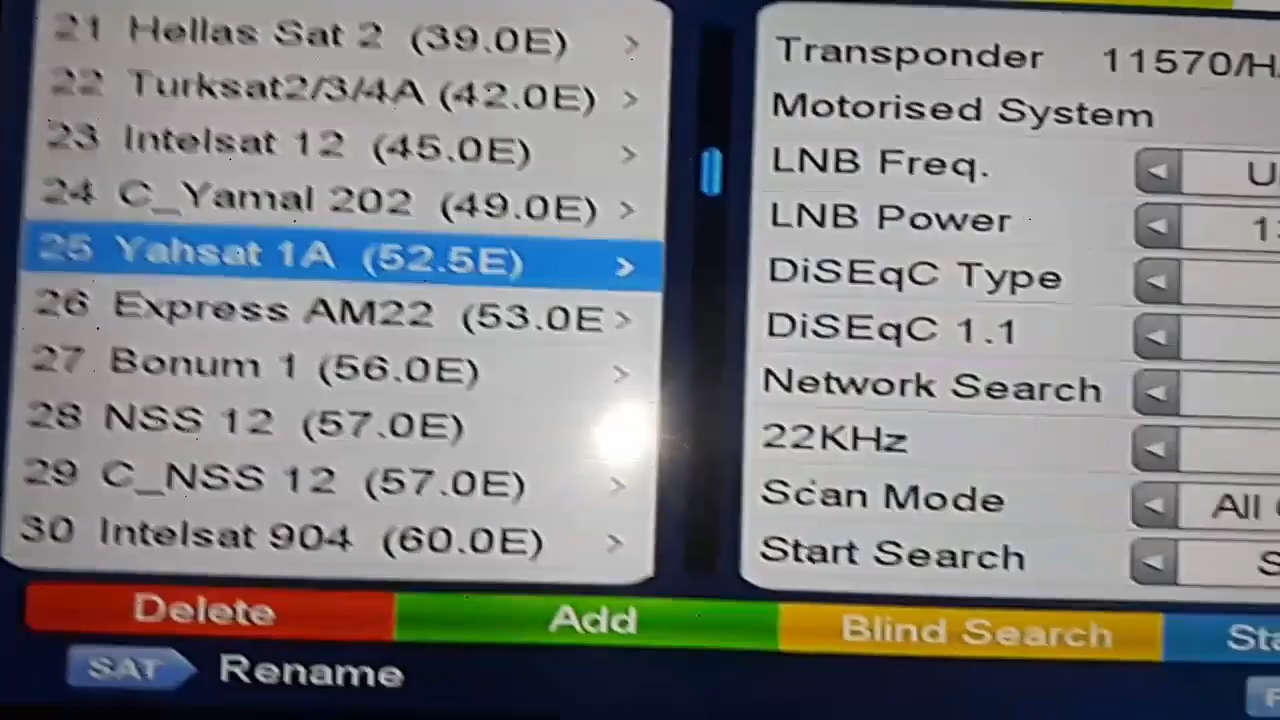 21 Hellas Sat 2 (39.0E) >
22 Turksat2/3/4A (42.0E) >
23 Intelsat 12 (45.0E) >
24 C_Yamal 202 (49.0E) >
25 Yahsat 1A (52.5E) >
26 Express AM22 (53.0E >
27 Bonum 1 (56.0E) >
28 NSS 12 (57.0E)
29 C_NSS 12 (57.0E) >
30 Intelsat 904 (60.0E) >
Transponder 11570/H
Motorised System
LNB Freq. U
LNB Power 1
DiSEqC Type
DiSEqC 1.1
Network Search
22KHz
Scan Mode All
Start Search S
Delete Add Blind Search Sta
SAT Rename